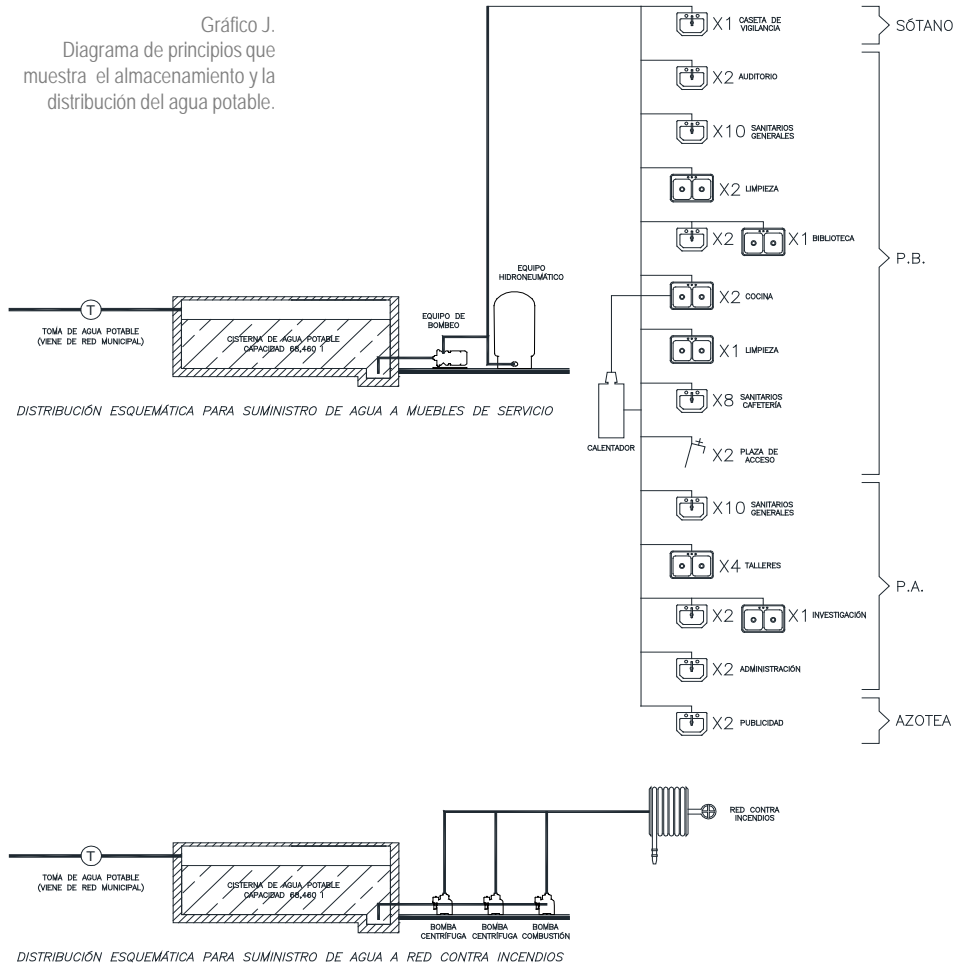 Gráfico J.
Diagrama de principios que
muestra el almacenamiento y la
distribución del agua potable.
X1 CASETA DE
VIGILANCIA
SÓTANO
X2 AUDITORIO
X10 SANITARIOS
GENERALES
X2 LIMPIEZA
X2 X1 BIBLIOTECA
P.B.
X2 COCINA
X1 LIMPIEZA
X8 SANITARIOS
CAFETERÍA
CALENTADOR
X2 PLAZA DE
ACCESO
X10 SANITARIOS
GENERALES
X4 TALLERES
P.A.
X2 X1 INVESTIGACIÓN
X2 ADMINISTRACIÓN
X2 PUBLICIDAD
AZOTEA
EQUIPO
HIDRONEUMÁTICO
EQUIPO DE
BOMBEO
T
TOMA DE AGUA POTABLE
(VIENE DE RED MUNICIPAL)
CISTERNA DE AGUA POTABLE
CAPACIDAD 68,460 l
DISTRIBUCIÓN ESQUEMÁTICA PARA SUMINISTRO DE AGUA A MUEBLES DE SERVICIO
RED CONTRA
INCENDIOS
T
TOMA DE AGUA POTABLE
(VIENE DE RED MUNICIPAL)
CISTERNA DE AGUA POTABLE
CAPACIDAD 68,460 l
BOMBA
CENTRÍFUGA
BOMBA
CENTRÍFUGA
BOMBA
COMBUSTIÓN
DISTRIBUCIÓN ESQUEMÁTICA PARA SUMINISTRO DE AGUA A RED CONTRA INCENDIOS